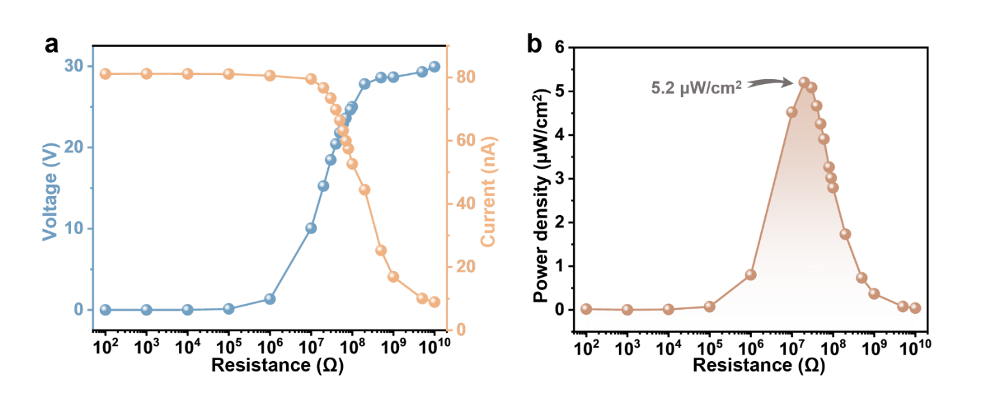 a
30
20
10
0
Voltage (V)
80
60
40
20
0
Current (nA)
10² 10³ 10⁴ 10⁵ 10⁶ 10⁷ 10⁸ 10⁹ 10¹⁰
Resistance (Ω)
b
6
5
4
3
2
1
0
Power density (μW/cm²)
5.2 μW/cm²
10² 10³ 10⁴ 10⁵ 10⁶ 10⁷ 10⁸ 10⁹ 10¹⁰
Resistance (Ω)